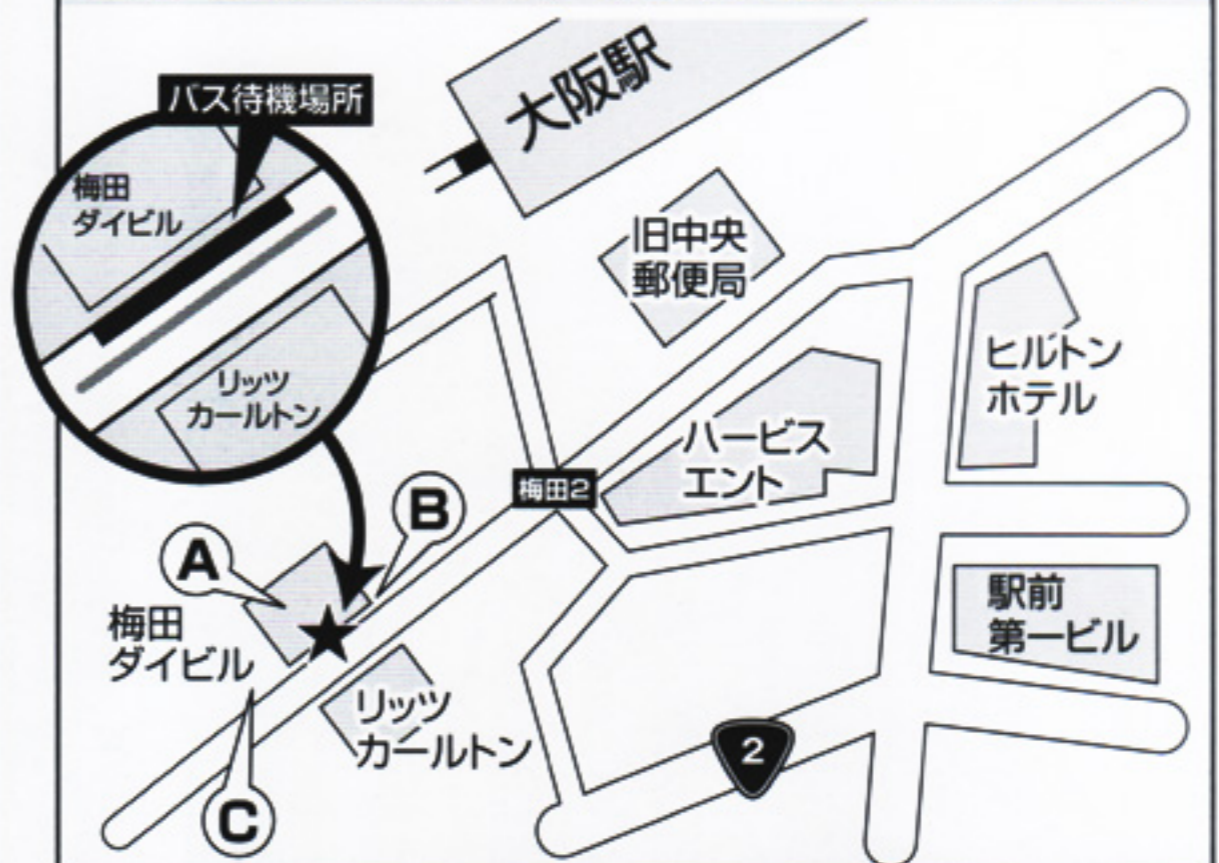 大阪駅
バス待機場所
梅田
ダイビル
リッツ
カールトン
旧中央
郵便局
ヒルトン
ホテル
ハービス
エント
梅田2
B
A
梅田
ダイビル
駅前
第一ビル
リッツ
カールトン
2
C